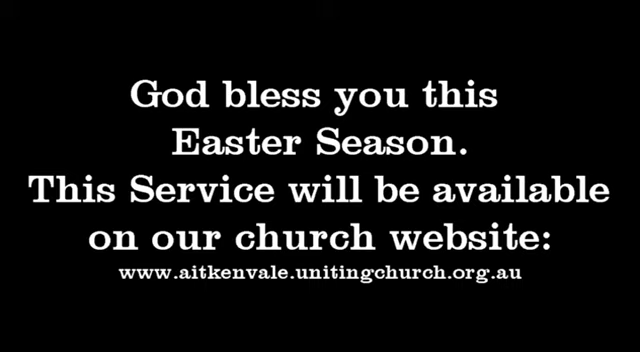 God bless you this
Easter Season.
This Service will be available
on our church website:
www.aitkenvale.unitingchurch.org.au